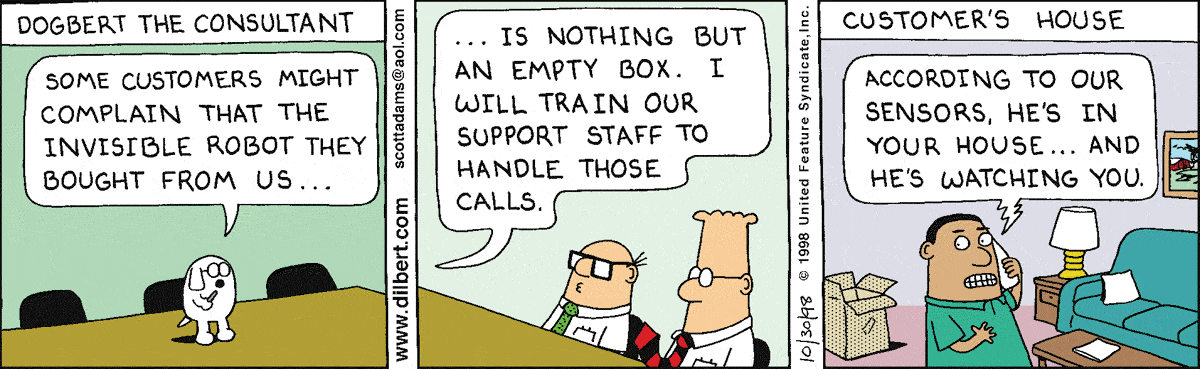 DOGBERT THE CONSULTANT
SOME CUSTOMERS MIGHT
COMPLAIN THAT THE
INVISIBLE ROBOT THEY
BOUGHT FROM US...
www.dilbert.com scottadams@aol.com
... IS NOTHING BUT
AN EMPTY BOX. I
WILL TRAIN OUR
SUPPORT STAFF TO
HANDLE THOSE
CALLS.
10/30/98 © 1998 United Feature Syndicate, Inc.
CUSTOMER'S HOUSE
ACCORDING TO OUR
SENSORS, HE'S IN
YOUR HOUSE... AND
HE'S WATCHING YOU.